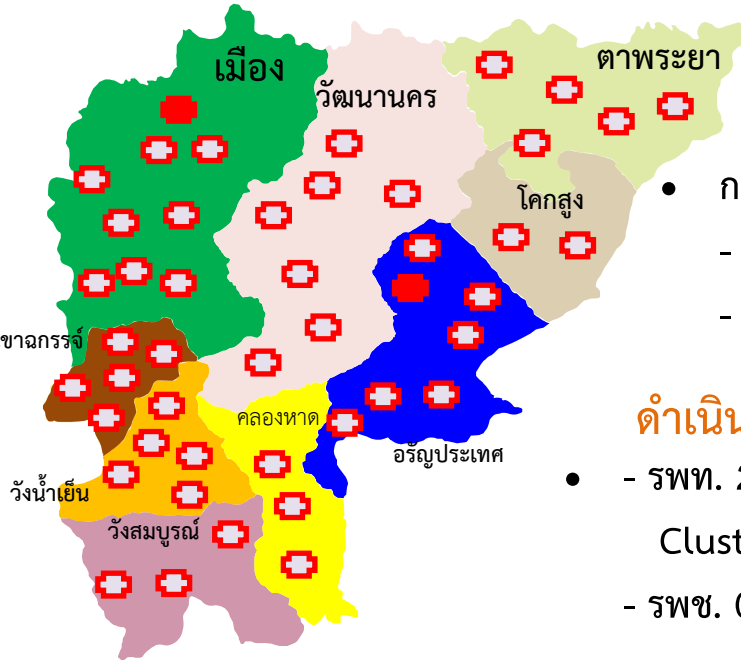 เมือง
วัฒนานคร
ตาพระยา
โคกสูง
ขาฉกรรจ์
คลองหาด
อรัญประเทศ
วังน้ำเย็น
วังสมบูรณ์
• ก
-
-
ดำเนิน
• - รพท. 2
Clust
- รพช.